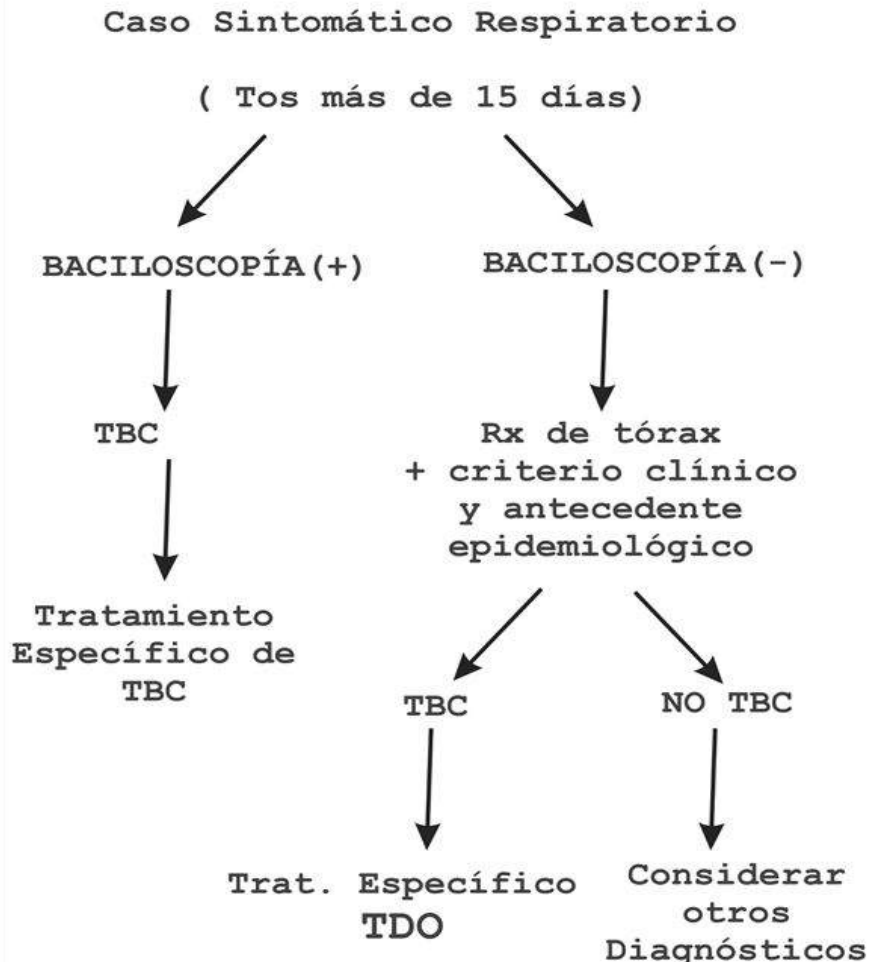 Caso Sintomático Respiratorio
( Tos más de 15 días)
BACILOSCOPÍA(+)
BACILOSCOPÍA(-)
TBC
Rx de tórax
+ criterio clínico
y antecedente
epidemiológico
Tratamiento
Específico de
TBC
TBC
NO TBC
Trat. Específico
TDO
Considerar
otros
Diagnósticos